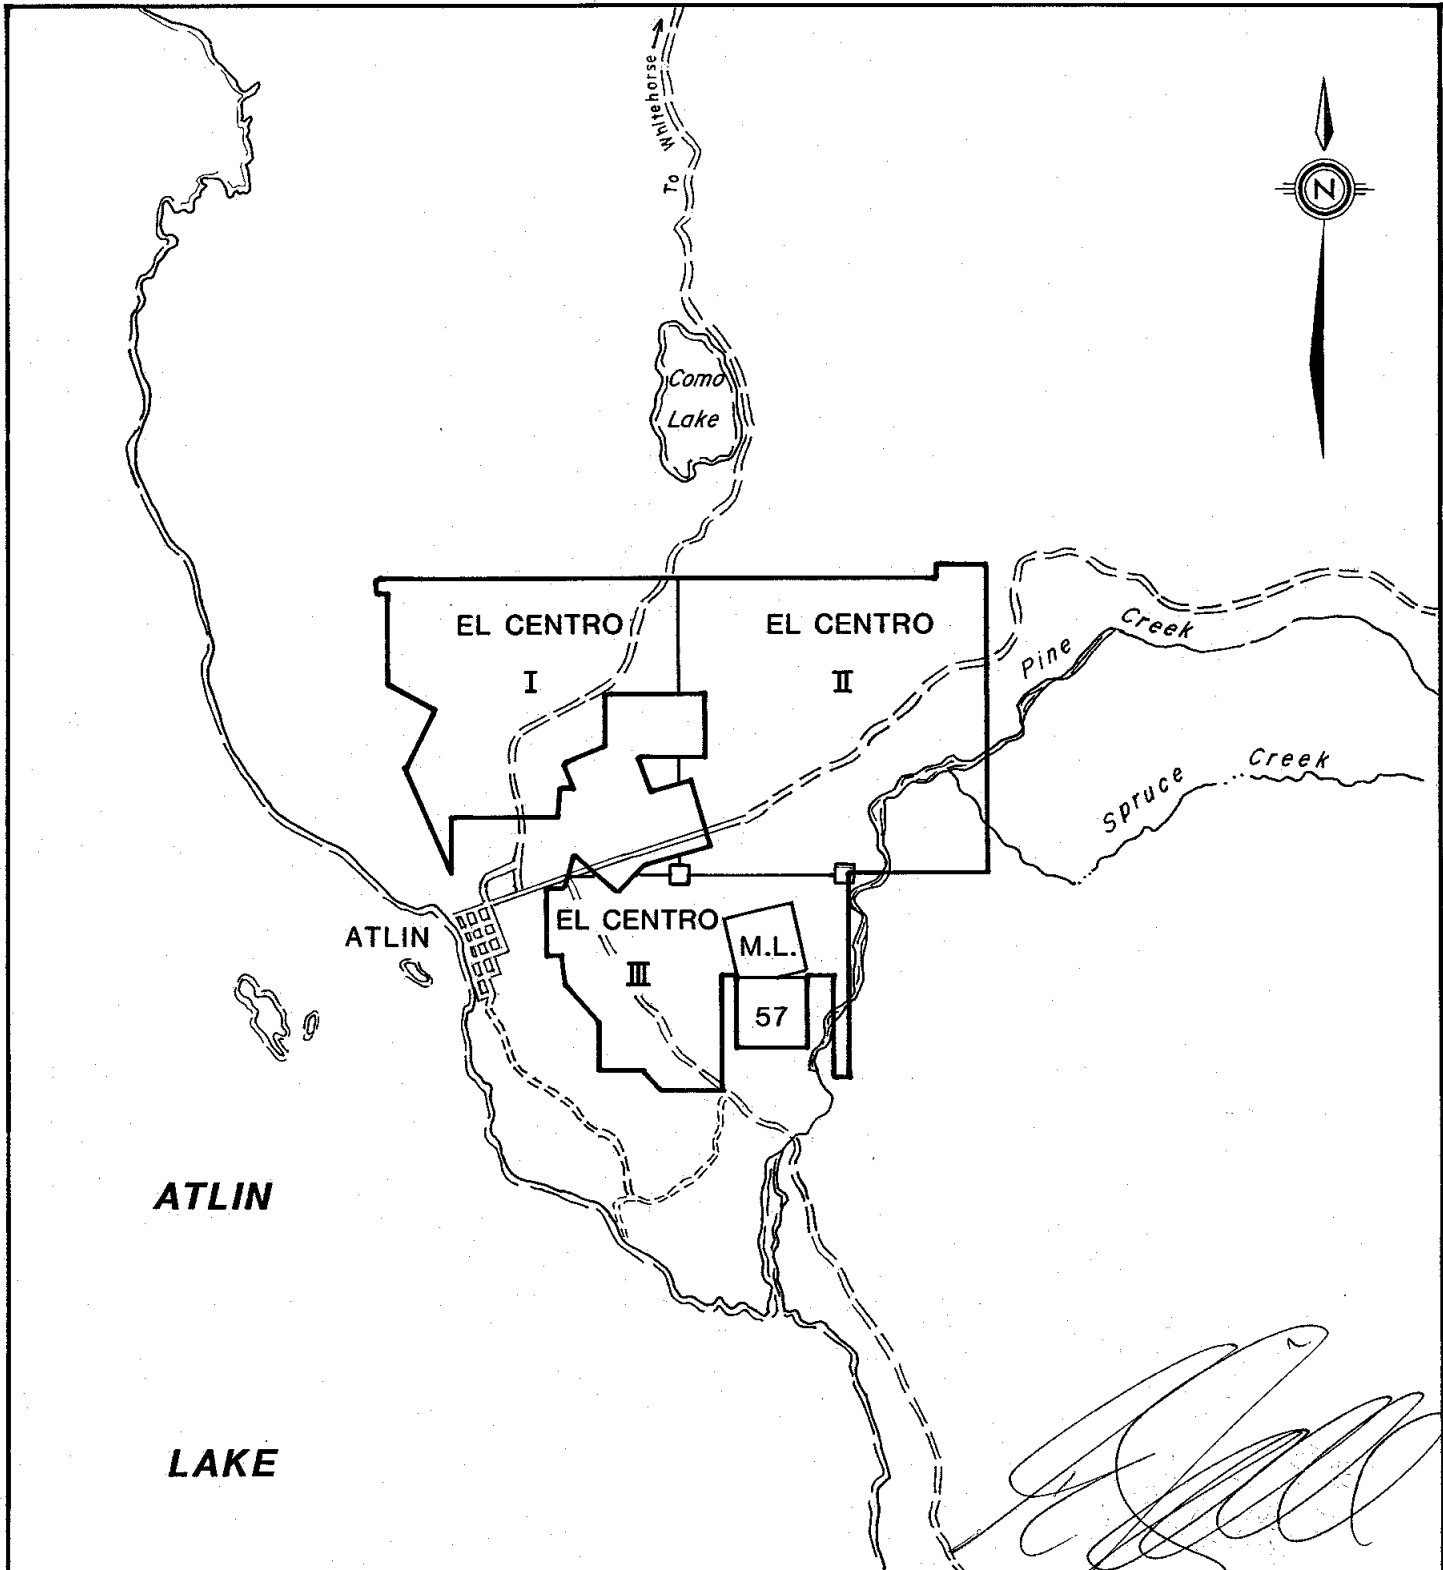 To Whitehorse
N
Como
Lake
EL CENTRO
I
EL CENTRO
II
Pine Creek
Spruce Creek
EL CENTRO
III
M.L.
57
ATLIN
ATLIN
LAKE